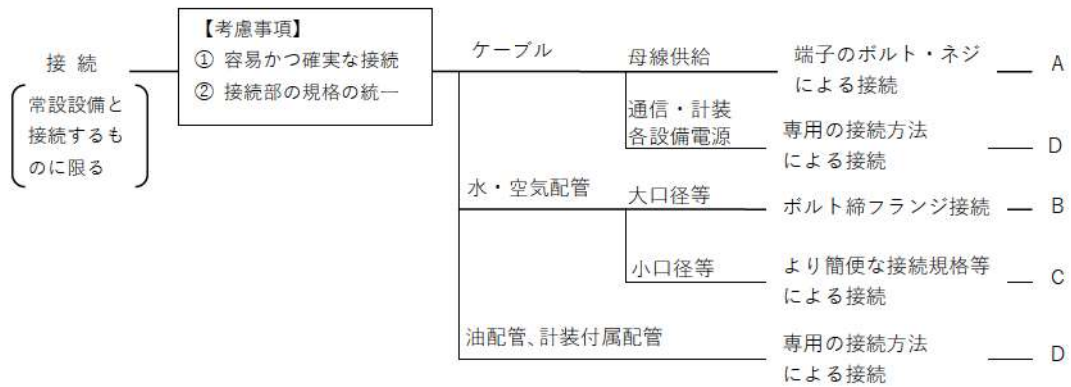 接 続
常設設備と
接続するも
のに限る
【考慮事項】
① 容易かつ確実な接続
② 接続部の規格の統一
ケーブル
母線供給
端子のボルト・ネジ
による接続
A
通信・計装
各設備電源
専用の接続方法
による接続
D
水・空気配管
大口径等
ボルト締フランジ接続
B
小口径等
より簡便な接続規格等
による接続
C
油配管、計装付属配管
専用の接続方法
による接続
D